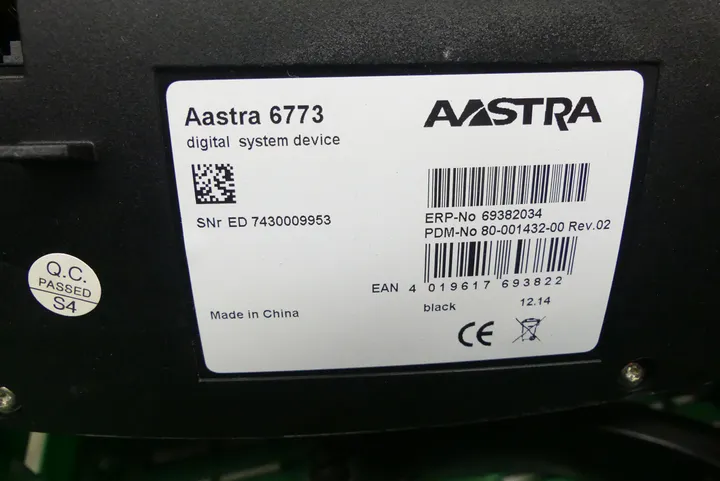 Aastra 6773
digital system device
SNr ED 7430009953
Made in China
AASTRA
ERP-No 69382034
PDM-No 80-001432-00 Rev.02
EAN 4 019617 693822
black 12.14
CE
Q.C.
PASSED
S4